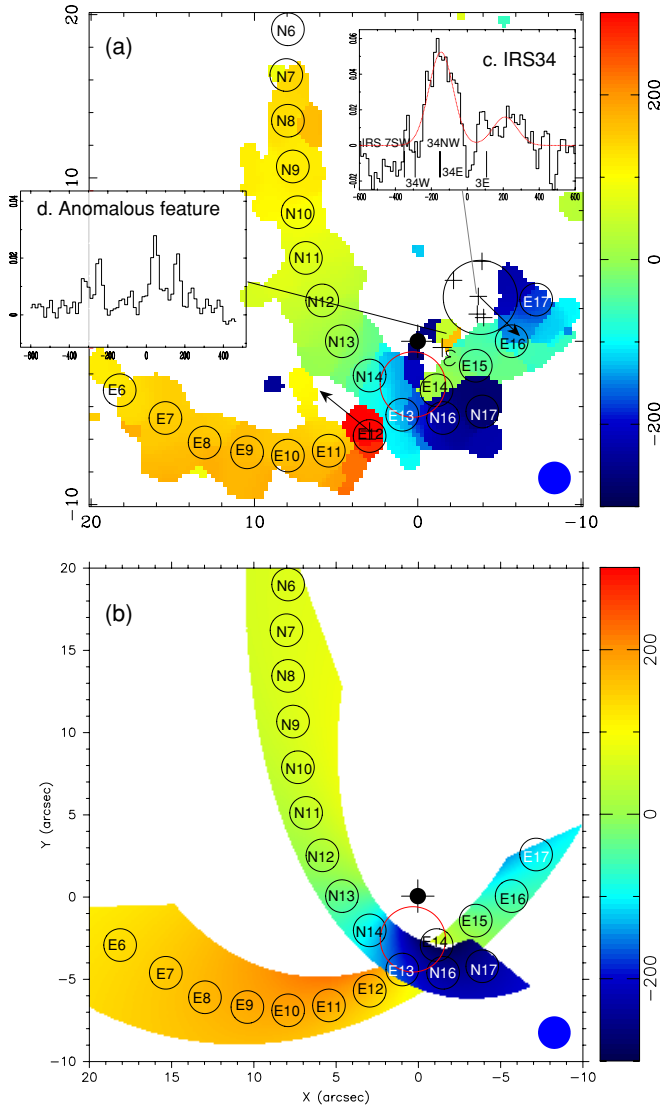 (a)
20
10
0
-10
20
10
0
-10
N6
N7
N8
N9
N10
N11
N12
N13
N14
E6
E7
E8
E9
E10
E11
E12
E13
E14
E15
E16
E17
N16
N17
ε
c. IRS34
0.06
0.04
0.02
0
-0.02
IRS 7SW
34NW
34W
34E
3E
-600
-400
-200
0
200
400
600
d. Anomalous feature
0.04
0.02
0
-600
-400
-200
0
200
400
200
0
-200
(b)
20
15
10
5
0
-5
-10
Y (arcsec)
20
15
10
5
0
-5
-10
X (arcsec)
N6
N7
N8
N9
N10
N11
N12
N13
N14
E6
E7
E8
E9
E10
E11
E12
E13
E14
E15
E16
E17
N16
N17
200
0
-200